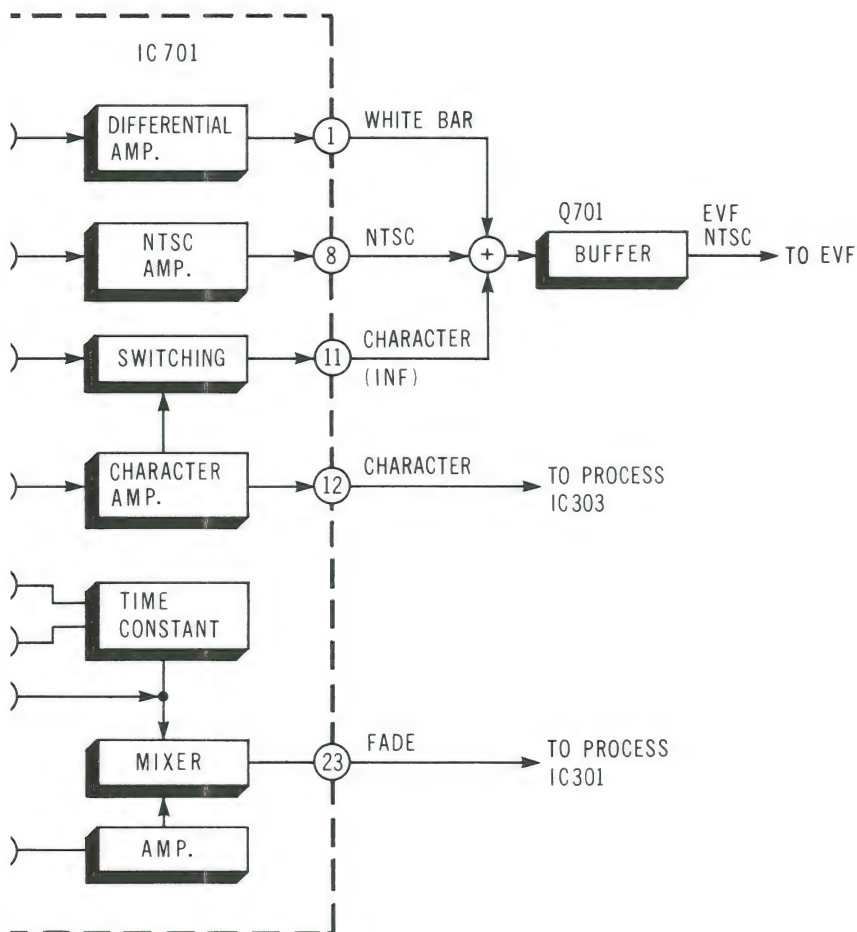 IC701
DIFFERENTIAL
AMP.
1
WHITE BAR
NTSC
AMP.
8
NTSC
Q701
BUFFER
EVF
NTSC
TO EVF
+
SWITCHING
11
CHARACTER
(INF)
CHARACTER
AMP.
12
CHARACTER
TO PROCESS
IC303
TIME
CONSTANT
MIXER
23
FADE
TO PROCESS
IC301
AMP.